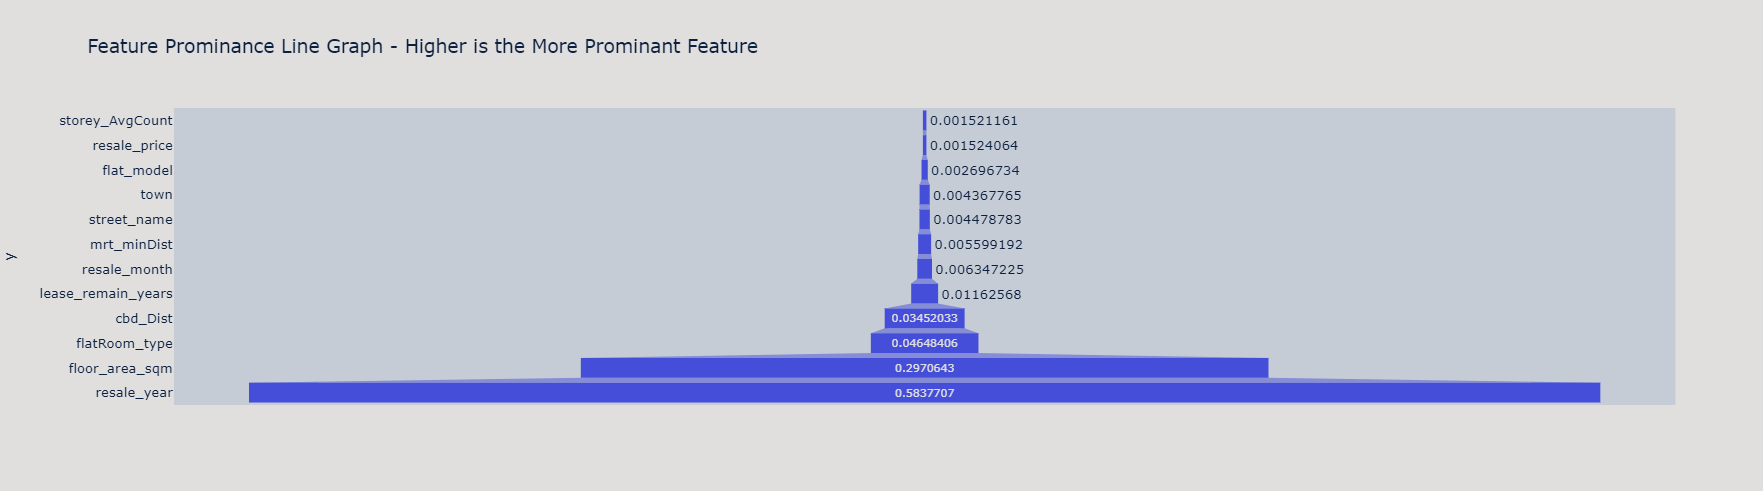 Feature Prominance Line Graph - Higher is the More Prominant Feature
storey_AvgCount 0.001521161
resale_price 0.001524064
flat_model 0.002696734
town 0.004367765
street_name 0.004478783
mrt_minDist 0.005599192
y
resale_month 0.006347225
lease_remain_years 0.01162568
cbd_Dist 0.03452033
flatRoom_type 0.04648406
floor_area_sqm 0.2970643
resale_year 0.5837707